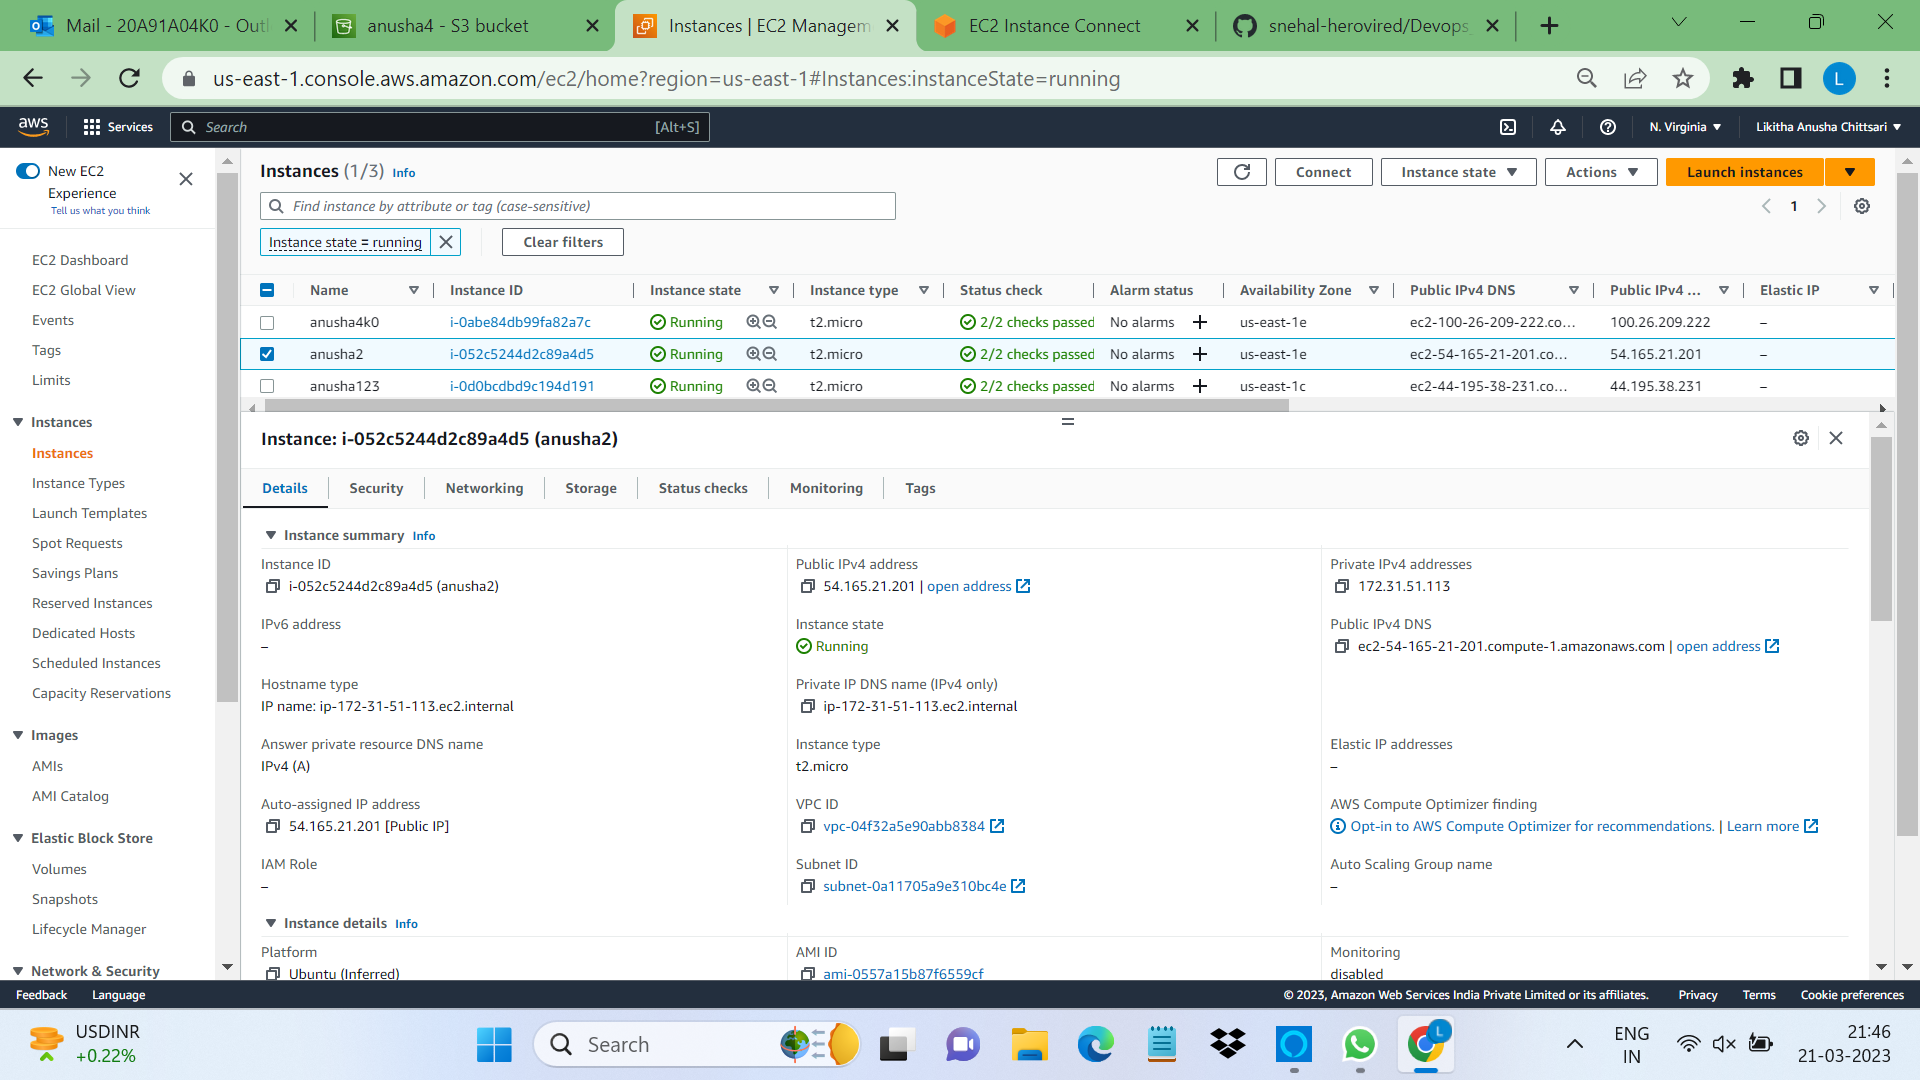 Mail - 20A91A04K0 - Outl
anusha4 - S3 bucket
Instances | EC2 Managem
EC2 Instance Connect
snehal-herovired/Devops
us-east-1.console.aws.amazon.com/ec2/home?region=us-east-1#Instances:instanceState=running
L
aws
Services
Search
[Alt+S]
N. Virginia
Likitha Anusha Chittsari
New EC2
Experience
Tell us what you think
EC2 Dashboard
EC2 Global View
Events
Tags
Limits
Instances
Instances
Instance Types
Launch Templates
Spot Requests
Savings Plans
Reserved Instances
Dedicated Hosts
Scheduled Instances
Capacity Reservations
Images
AMIs
AMI Catalog
Elastic Block Store
Volumes
Snapshots
Lifecycle Manager
Network & Security
Instances (1/3) Info
Connect
Instance state
Actions
Launch instances
Find instance by attribute or tag (case-sensitive)
1
Instance state = running
Clear filters
Name Instance ID Instance state Instance type Status check Alarm status Availability Zone Public IPv4 DNS Public IPv4 ... Elastic IP
anusha4k0 i-0abe84db99fa82a7c Running t2.micro 2/2 checks passed No alarms + us-east-1e ec2-100-26-209-222.co... 100.26.209.222 –
anusha2 i-052c5244d2c89a4d5 Running t2.micro 2/2 checks passed No alarms + us-east-1e ec2-54-165-21-201.co... 54.165.21.201 –
anusha123 i-0d0bcdbd9c194d191 Running t2.micro 2/2 checks passed No alarms + us-east-1c ec2-44-195-38-231.co... 44.195.38.231 –
Instance: i-052c5244d2c89a4d5 (anusha2)
Details
Security
Networking
Storage
Status checks
Monitoring
Tags
Instance summary Info
Instance ID
i-052c5244d2c89a4d5 (anusha2)
Public IPv4 address
54.165.21.201 | open address
Private IPv4 addresses
172.31.51.113
IPv6 address
–
Instance state
Running
Public IPv4 DNS
ec2-54-165-21-201.compute-1.amazonaws.com | open address
Hostname type
IP name: ip-172-31-51-113.ec2.internal
Private IP DNS name (IPv4 only)
ip-172-31-51-113.ec2.internal
Answer private resource DNS name
IPv4 (A)
Instance type
t2.micro
Elastic IP addresses
–
Auto-assigned IP address
54.165.21.201 [Public IP]
VPC ID
vpc-04f32a5e90abb8384
AWS Compute Optimizer finding
Opt-in to AWS Compute Optimizer for recommendations. | Learn more
IAM Role
–
Subnet ID
subnet-0a11705a9e310bc4e
Auto Scaling Group name
–
Instance details Info
Platform
Ubuntu (Inferred)
AMI ID
ami-0557a15b87f6559cf
Monitoring
disabled
Feedback
Language
© 2023, Amazon Web Services India Private Limited or its affiliates.
Privacy
Terms
Cookie preferences
USDINR
+0.22%
Search
L
ENG
IN
21:46
21-03-2023